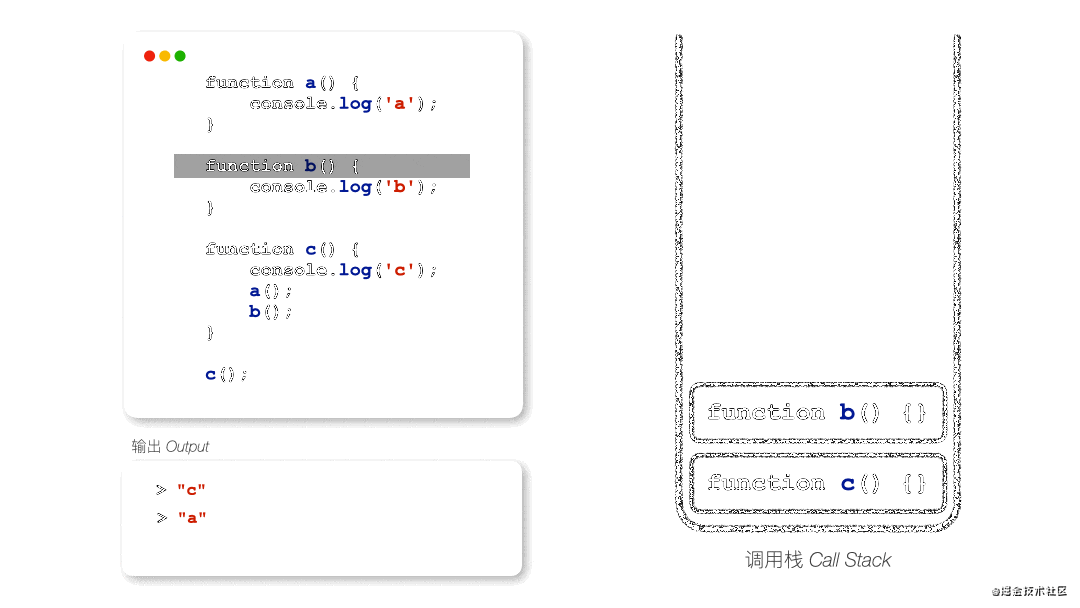 function a() {
console.log('a');
}
function b() {
console.log('b');
}
function c() {
console.log('c');
a();
b();
}
c();
输出 Output
> "c"
> "a"
function b() {}
function c() {}
调用栈 Call Stack
@掘金技术社区